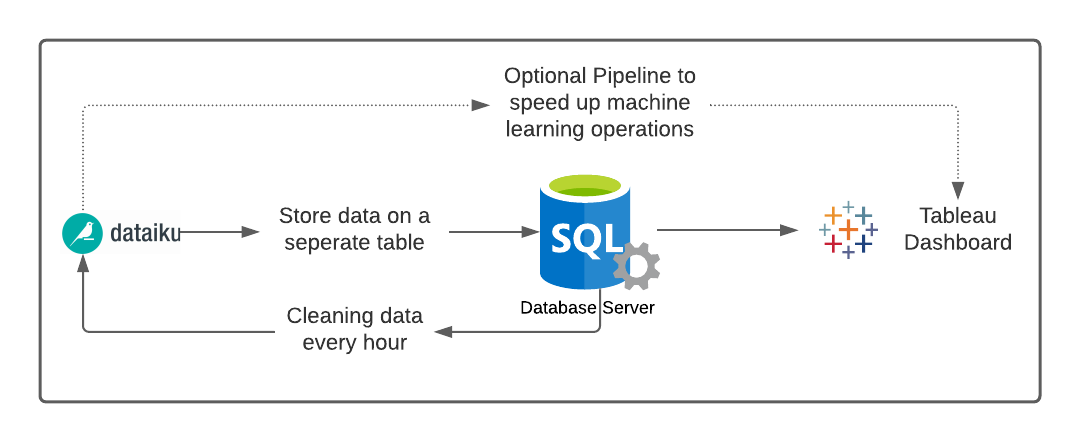 Optional Pipeline to
speed up machine
learning operations
dataiku
Store data on a
seperate table
SQL
Tableau
Dashboard
Database Server
Cleaning data
every hour